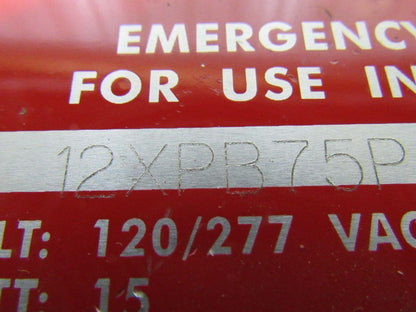 EMERGENCY
FOR USE IN
12XPB75P
LT: 120/277 VAC
TT: 15